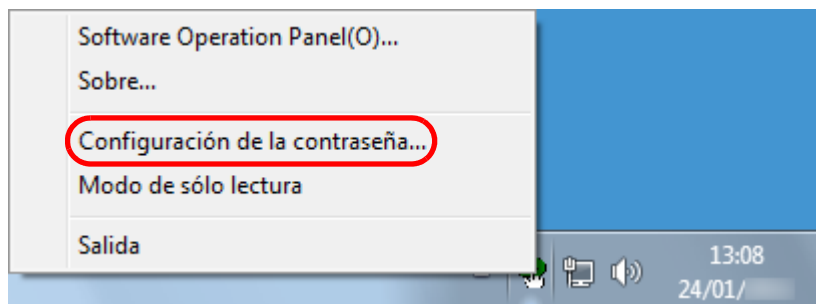 Software Operation Panel(O)...
Sobre...
Configuración de la contraseña...
Modo de sólo lectura
Salida
13:08
24/01/